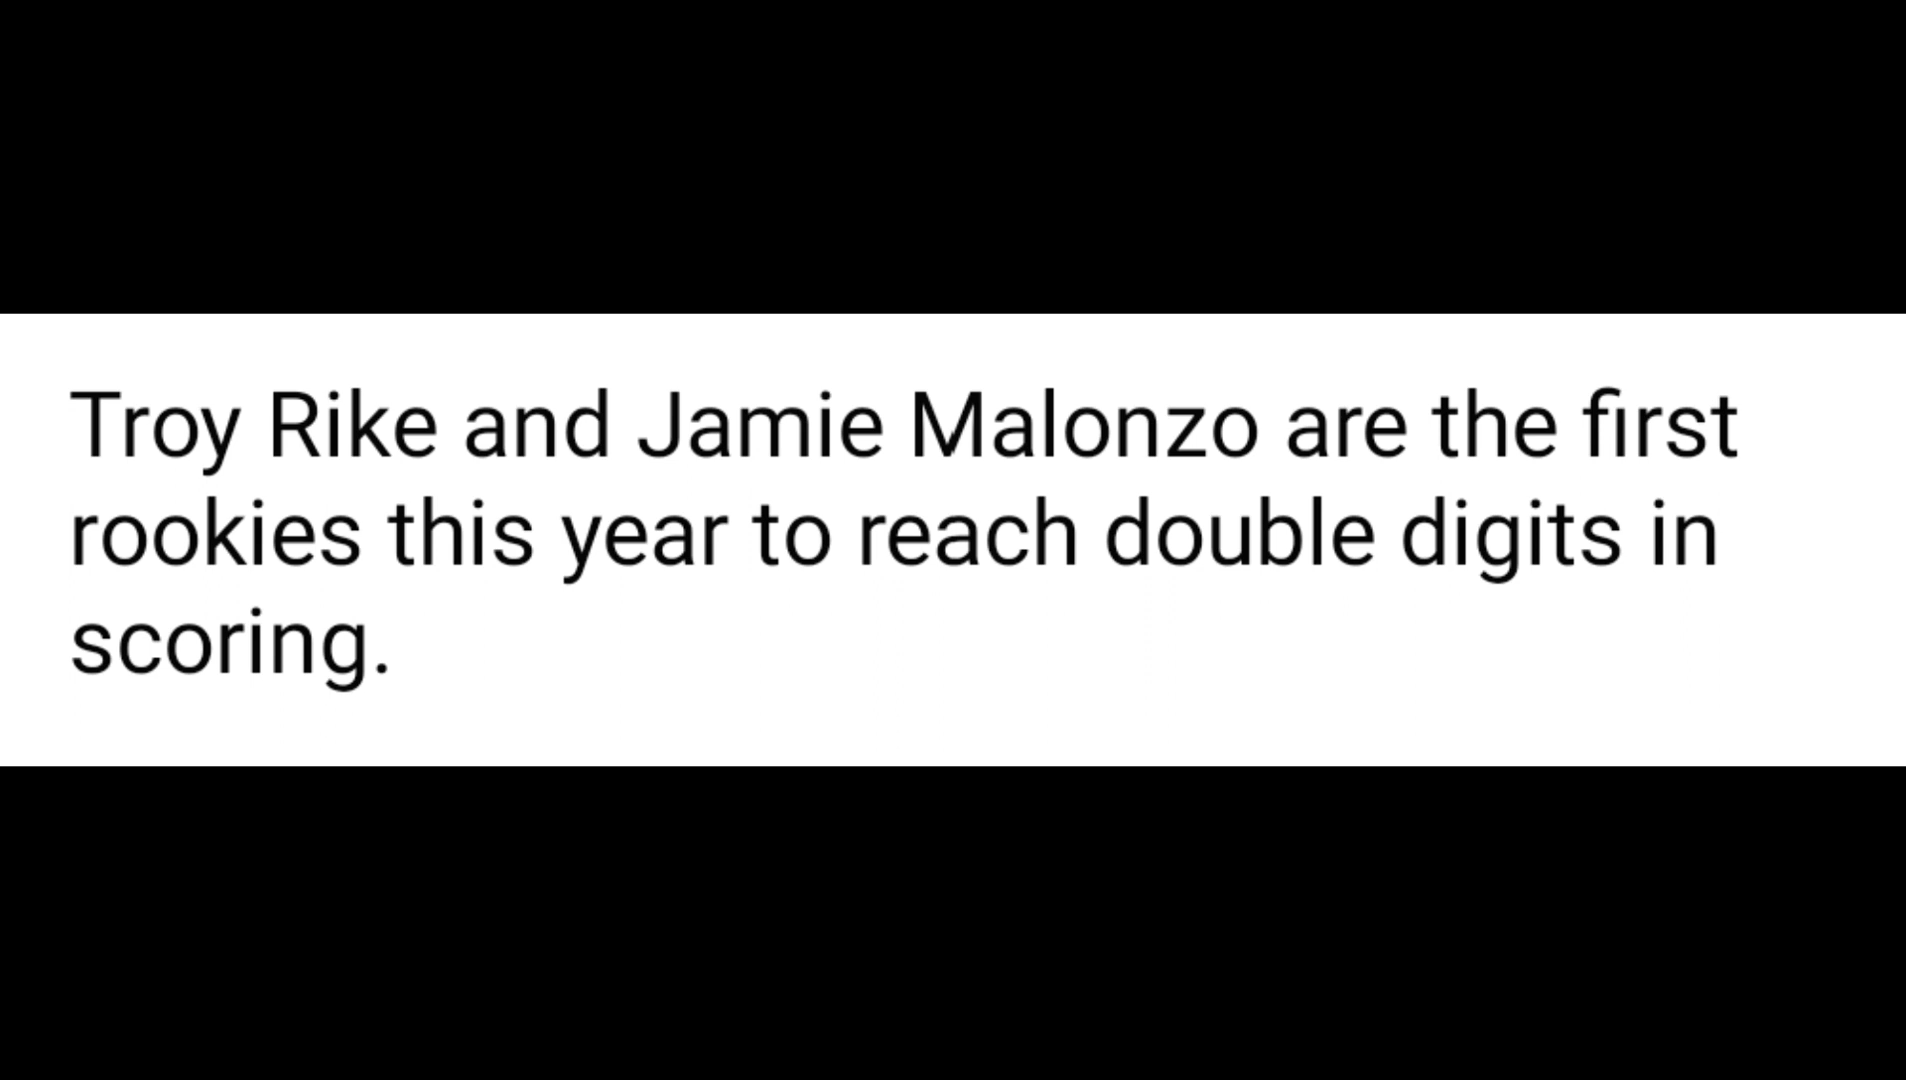 Troy Rike and Jamie Malonzo are the first
rookies this year to reach double digits in
scoring.